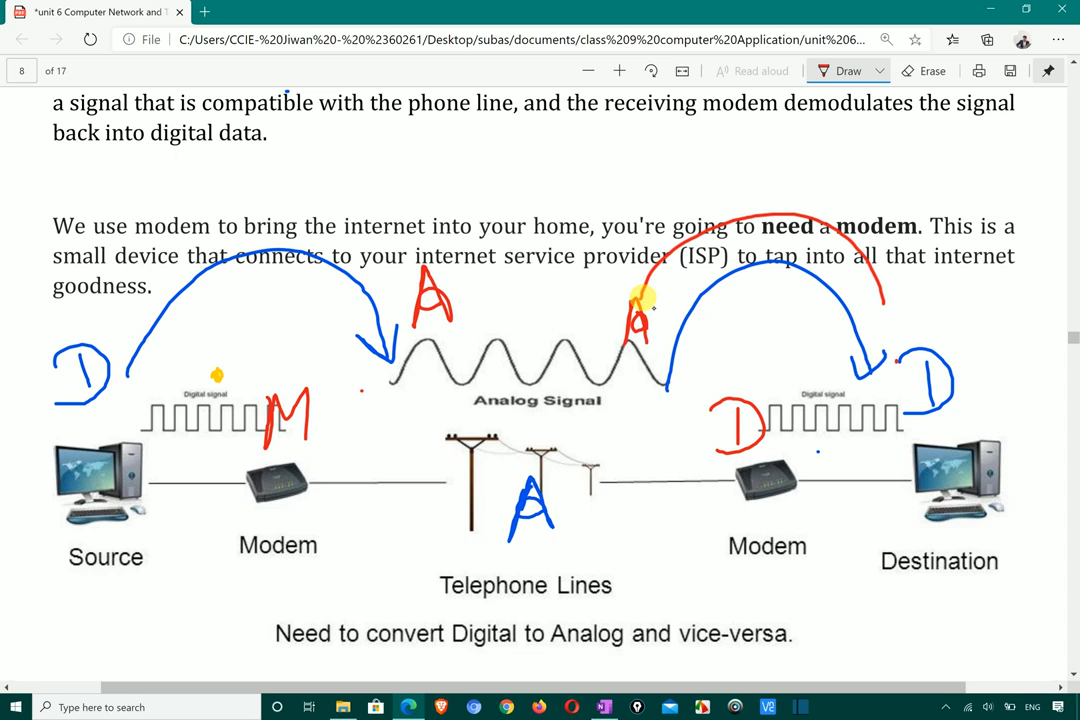 *unit 6 Computer Network and T
File
C:/Users/CCIE-%20Jiwan%20-%20%2360261/Desktop/subas/documents/class%209%20computer%20Application/unit%206...
8 of 17
Read aloud
Draw
Erase
a signal that is compatible with the phone line, and the receiving modem demodulates the signal
back into digital data.
We use modem to bring the internet into your home, you're going to need a modem. This is a
small device that connects to your internet service provider (ISP) to tap into all that internet
goodness.
A
A
D
D
Digital signal
Digital signal
Analog Signal
M
D
A
Source
Modem
Telephone Lines
Modem
Destination
Need to convert Digital to Analog and vice-versa.
Type here to search
ENG